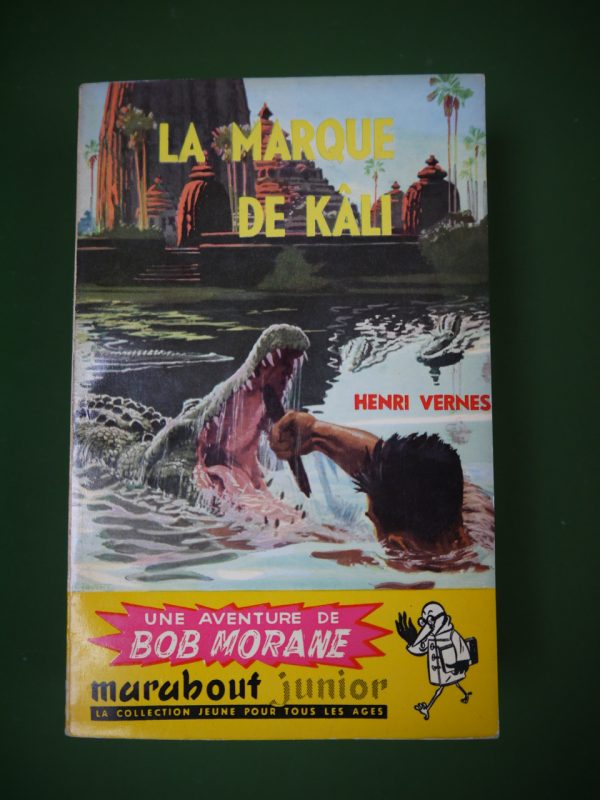 LA MARQUE
DE KÂLI
HENRI VERNES
UNE AVENTURE DE
BOB MORANE
marabout junior
LA COLLECTION JEUNE POUR TOUS LES AGES